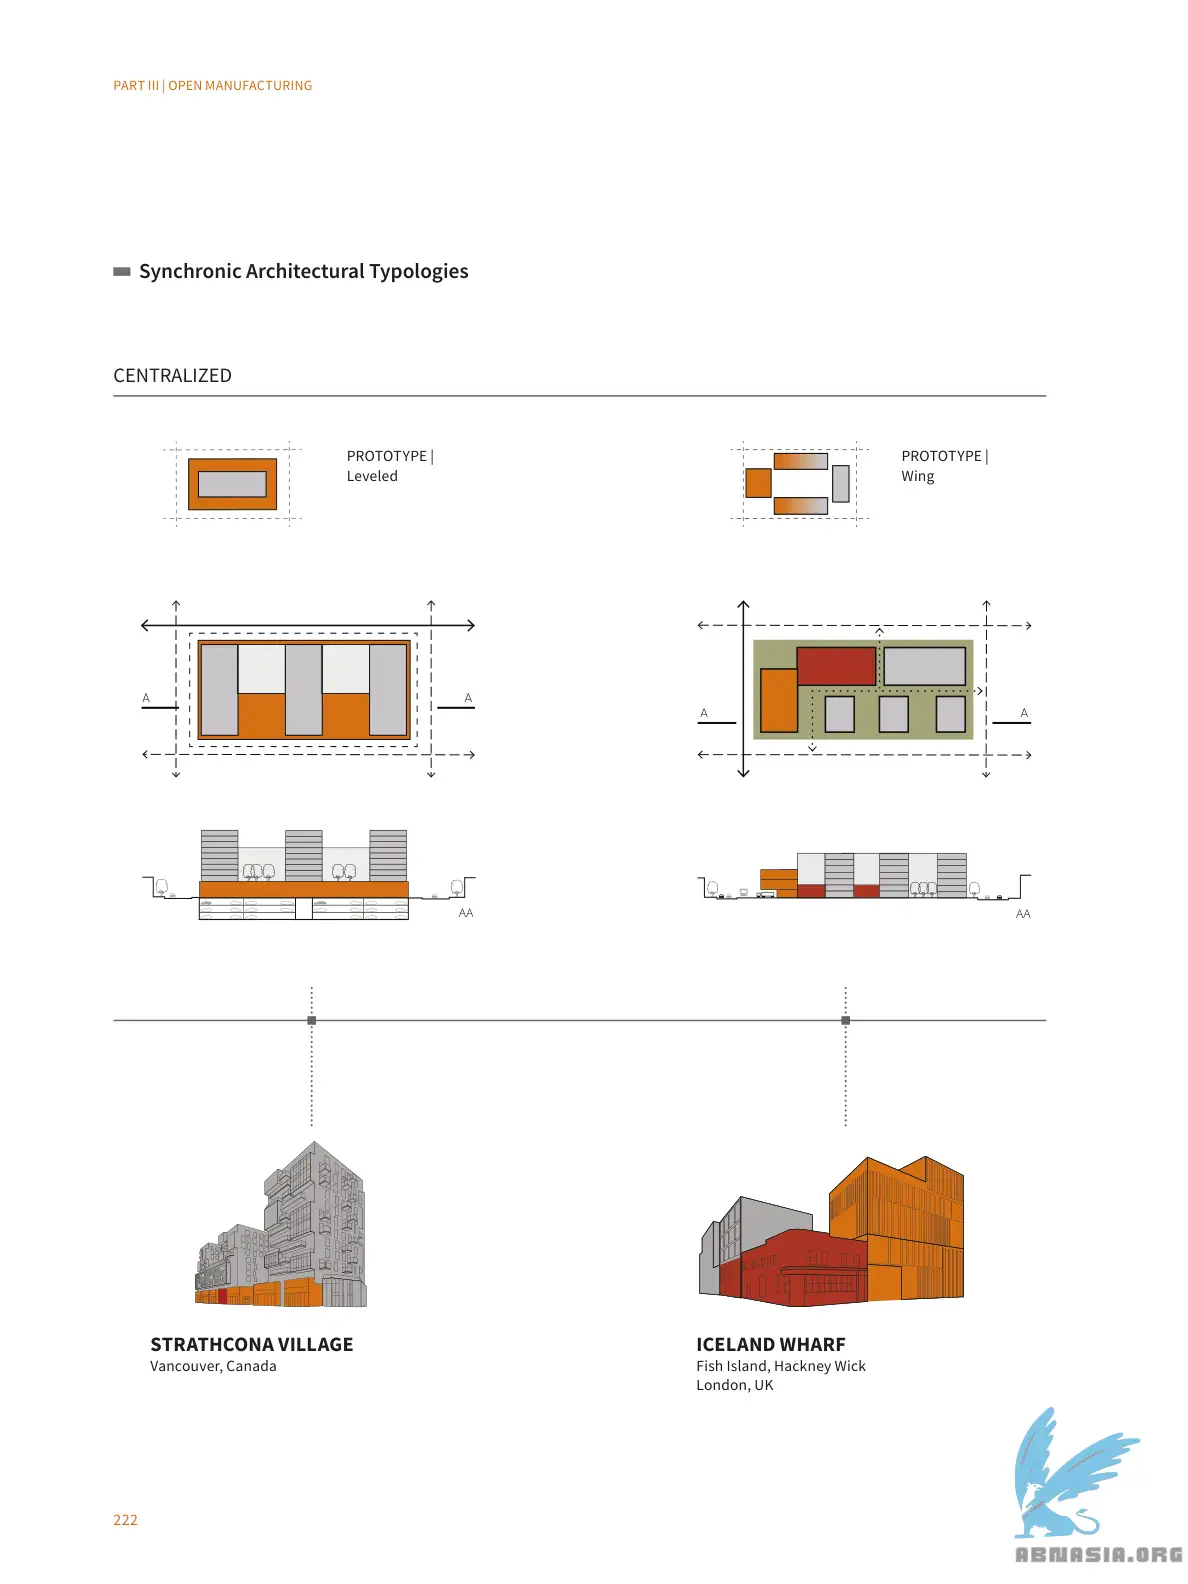 PART III | OPEN MANUFACTURING
Synchronic Architectural Typologies
CENTRALIZED
PROTOTYPE |
Leveled
PROTOTYPE |
Wing
A
A
A
A
AA
AA
STRATHCONA VILLAGE
Vancouver, Canada
ICELAND WHARF
Fish Island, Hackney Wick
London, UK
222
ABNASIA.ORG